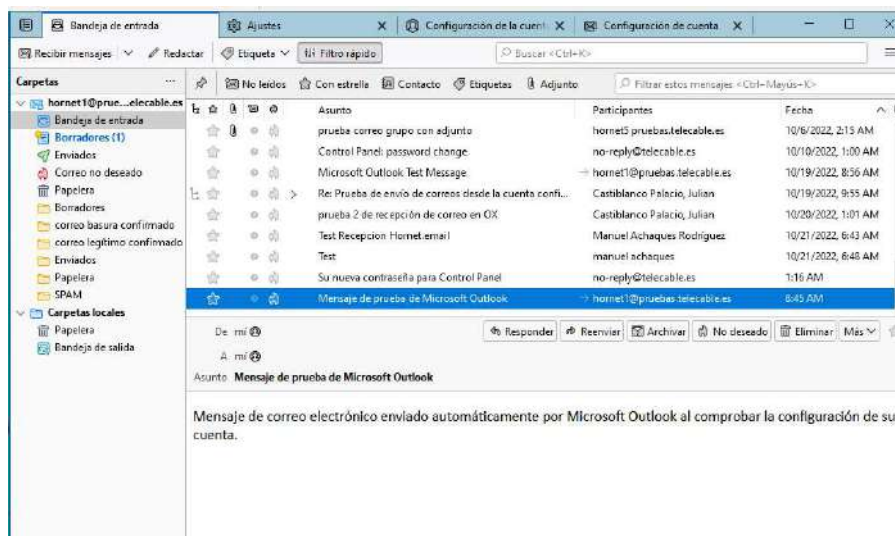 Bandeja de entrada
Ajustes
Configuración de la cuent
Configuración de cuenta
Recibir mensajes
Redactar
Etiqueta
Filtro rápido
Buscar <Ctrl+K>
Carpetas
No leídos
Con estrella
Contacto
Etiquetas
Adjunto
Filtrar estos mensajes <Ctrl+Mayús+K>
hornet1@prue...elecable.es
Bandeja de entrada
Borradores (1)
Enviados
Correo no deseado
Papelera
Borradores
correo basura confirmado
correo legítimo confirmado
Enviados
Papelera
SPAM
Carpetas locales
Papelera
Bandeja de salida
Asunto Participantes Fecha
prueba correo grupo con adjunto hornet5 pruebas.telecable.es 10/6/2022, 2:15 AM
Control Panel: password change no-reply@telecable.es 10/10/2022, 1:00 AM
Microsoft Outlook Test Message hornet1@pruebas.telecable.es 10/19/2022, 8:56 AM
Re: Prueba de envío de correos desde la cuenta confi... Castiblanco Palacio, Julian 10/19/2022, 9:55 AM
prueba 2 de recepción de correo en OX Castiblanco Palacio, Julian 10/20/2022, 1:01 AM
Test Recepcion Hornet.email Manuel Achaques Rodríguez 10/21/2022, 6:43 AM
Test manuel achaques 10/21/2022, 6:48 AM
Su nueva contraseña para Control Panel no-reply@telecable.es 1:16 AM
Mensaje de prueba de Microsoft Outlook hornet1@pruebas.telecable.es 8:45 AM
De mí
Responder
Reenviar
Archivar
No deseado
Eliminar
Más
A mí
Asunto Mensaje de prueba de Microsoft Outlook
Mensaje de correo electrónico enviado automáticamente por Microsoft Outlook al comprobar la configuración de su
cuenta.